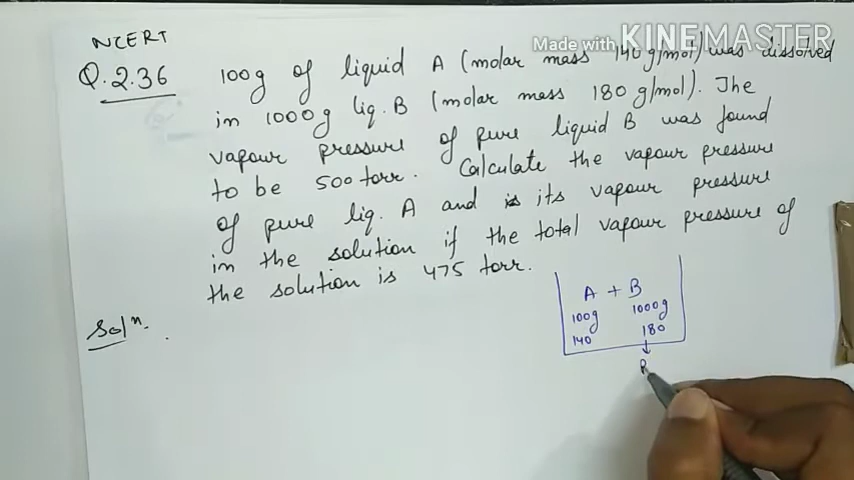 Made with KINEMASTER
NCERT
Q.2.36 100g of liquid A (molar mass 140 g/mol) was dissolved
in 1000g liq. B (molar mass 180 g/mol). The
vapour pressure of pure liquid B was found
to be 500 torr. Calculate the vapour pressure
of pure liq. A and its vapour pressure
in the solution if the total vapour pressure of
the solution is 475 torr.
Solⁿ.
A + B
100g 1000g
140 180